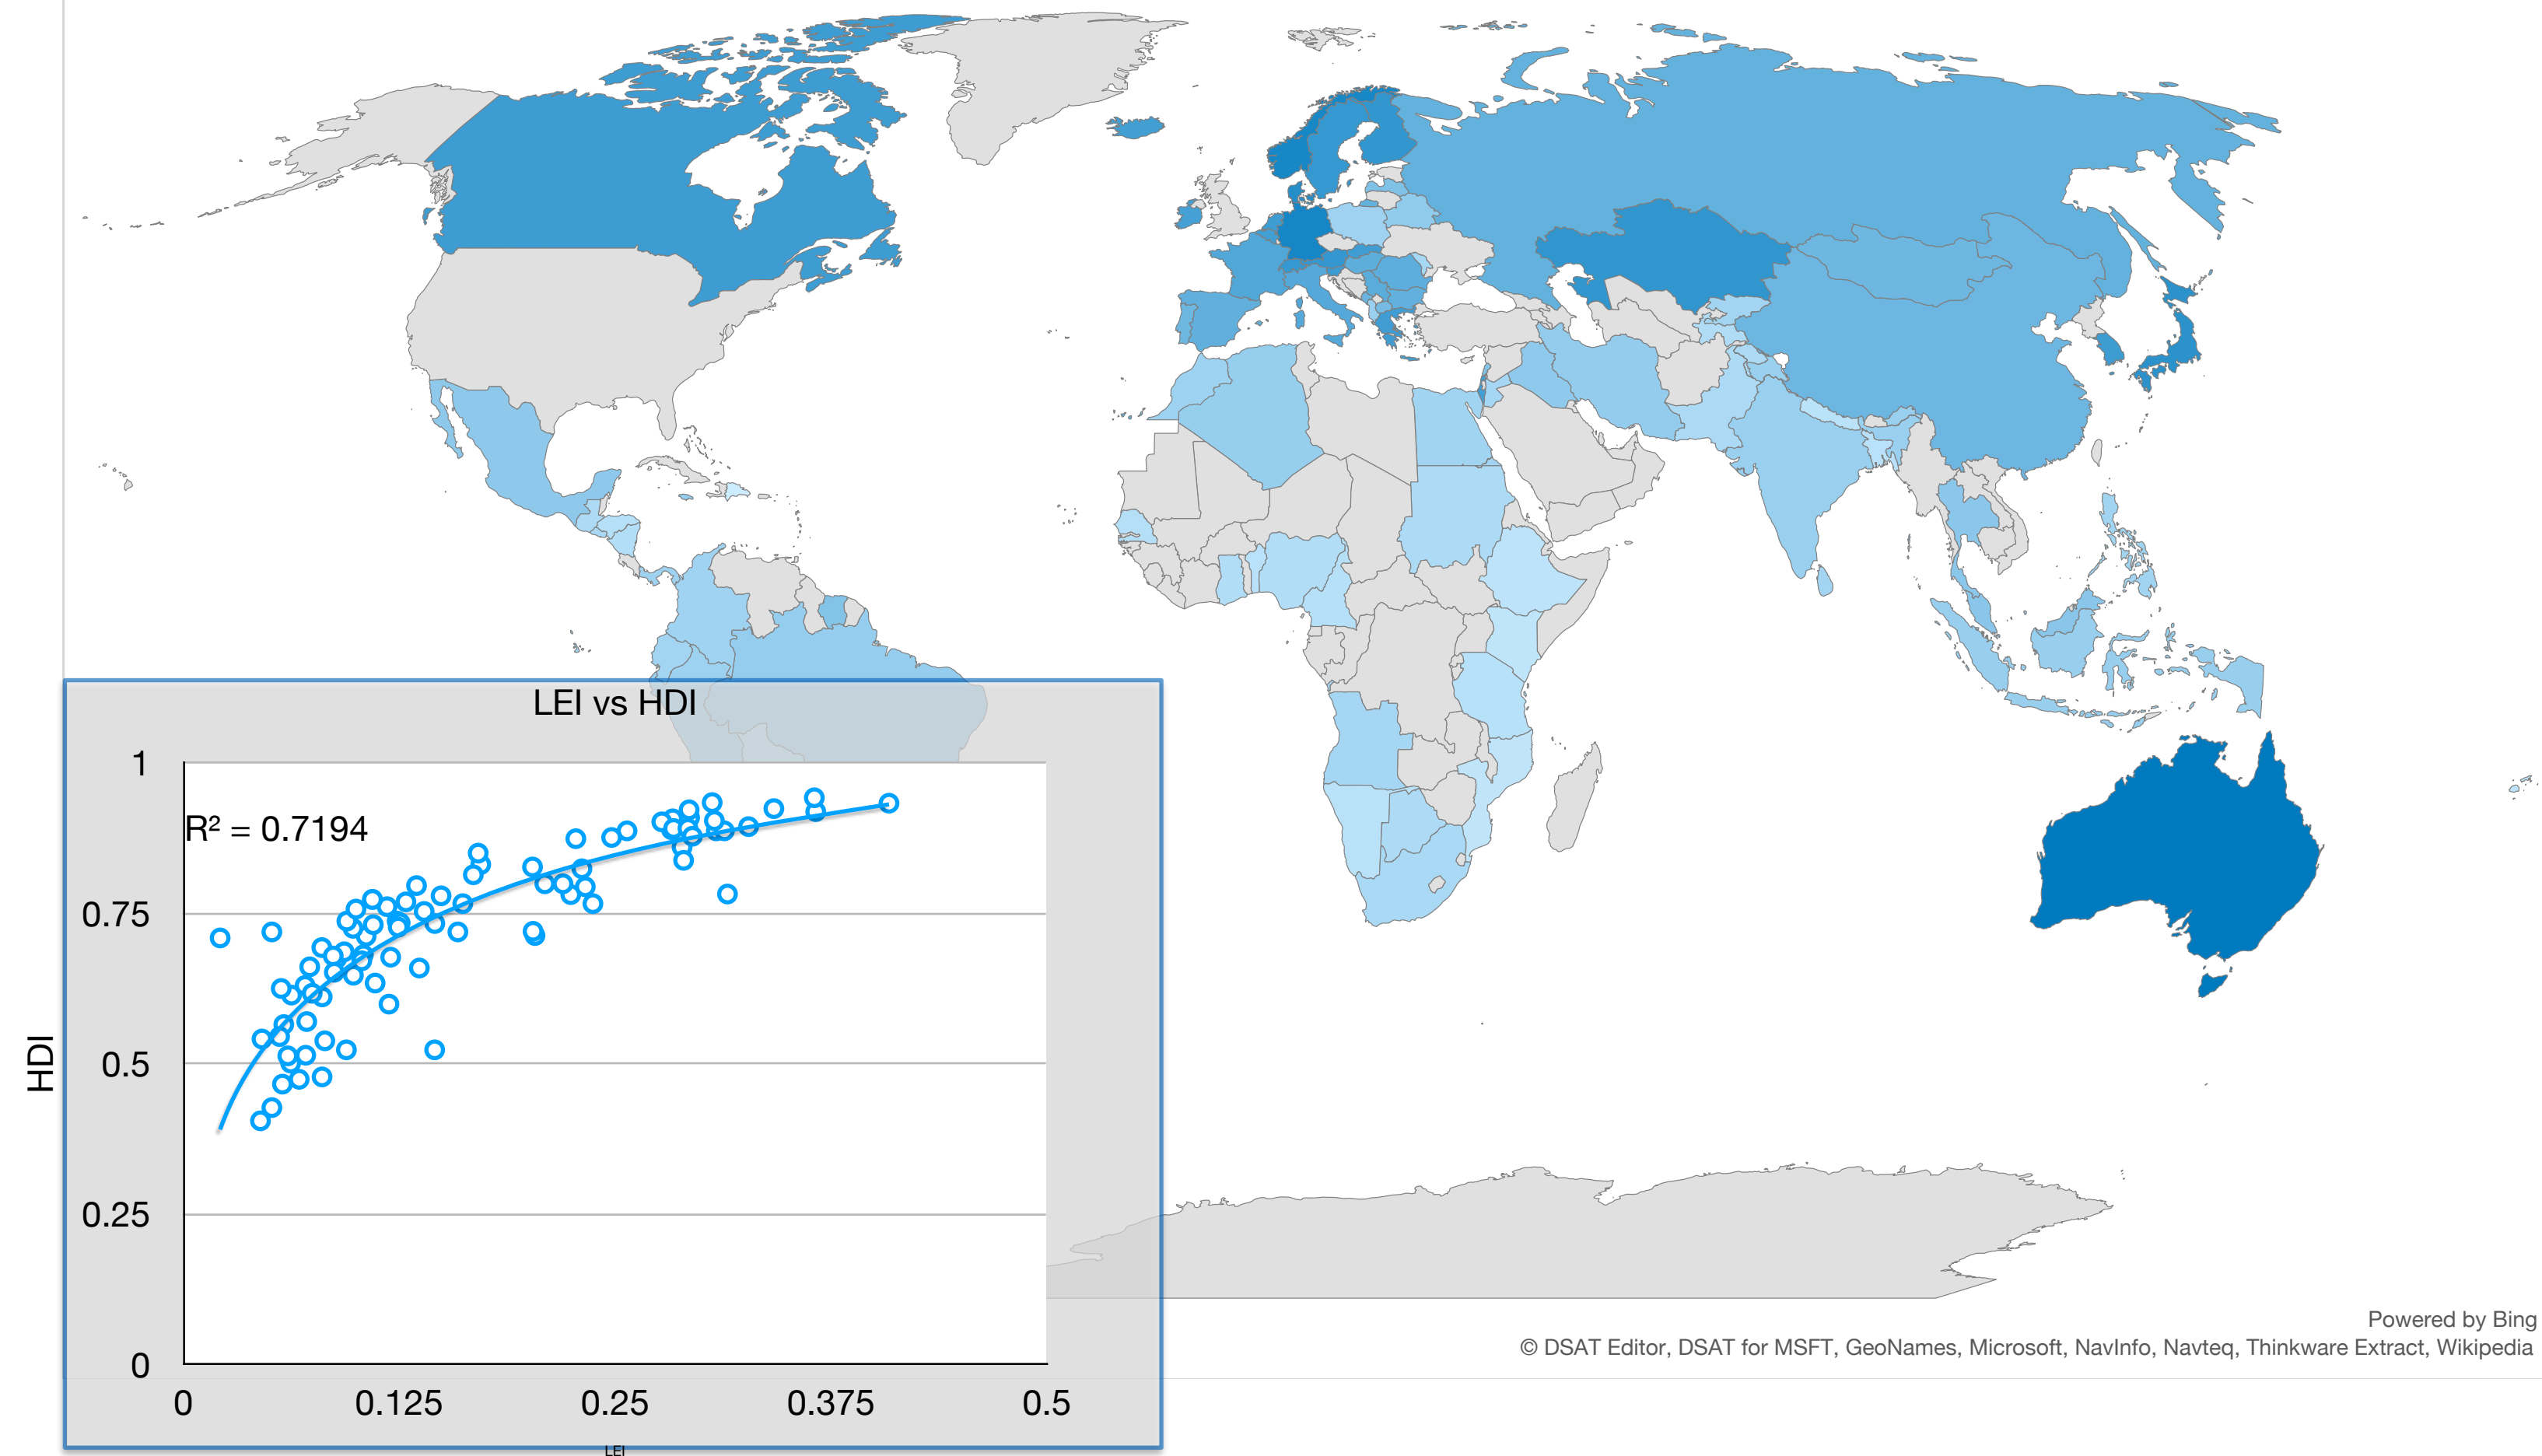 LEI vs HDI
1
R² = 0.7194
0.75
HDI
0.5
0.25
0
0 0.125 0.25 0.375 0.5
LEI
Powered by Bing
© DSAT Editor, DSAT for MSFT, GeoNames, Microsoft, NavInfo, Navteq, Thinkware Extract, Wikipedia